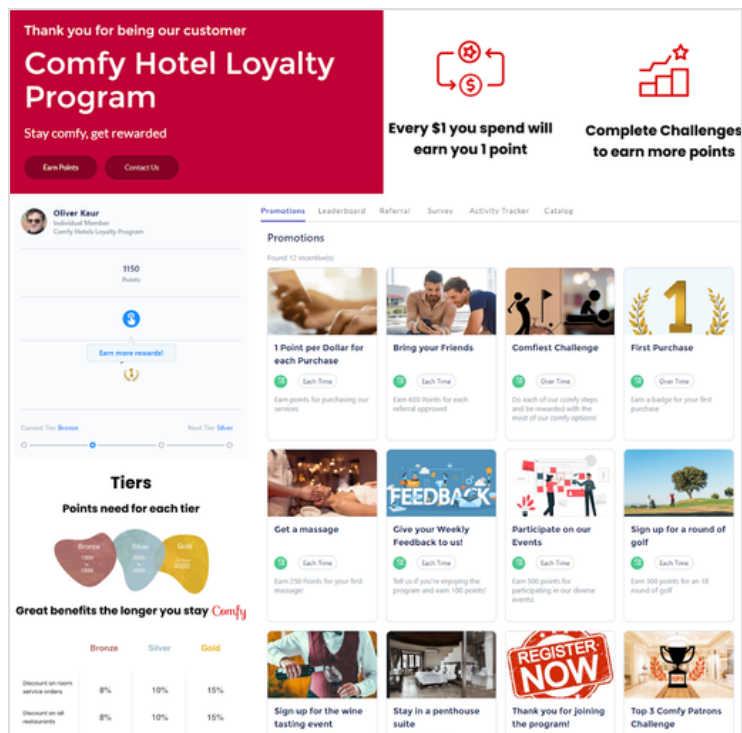 Thank you for being our customer
Comfy Hotel Loyalty
Program
Stay comfy, get rewarded
Earn Points
Contact Us
Every $1 you spend will
earn you 1 point
Complete Challenges
to earn more points
Oliver Kaur
Individual Member
Comfy Hotels Loyalty Program
1150
Points
Earn more rewards!
Current Tier Bronze
Next Tier Silver
Tiers
Points need for each tier
Bronze
1000
to
1999
Silver
2000
to
3999
Gold
4000
Great benefits the longer you stay Comfy
Bronze Silver Gold
Discount on room
service orders
8% 10% 15%
Discount on all
restaurants
8% 10% 15%
Promotions Leaderboard Referral Survey Activity Tracker Catalog
Promotions
Found 12 Incentive(s)
1 Point per Dollar for
each Purchase
Each Time
Earn points for purchasing our
services
Bring your Friends
Each Time
Earn 650 Points for each
referral approved
Comfiest Challenge
Over Time
Do each of our comfy steps
and be rewarded with the
most of our comfy options!
1
First Purchase
Over Time
Earn a badge for your first
purchase
Get a massage
Each Time
Earn 250 Points for your first
massage!
FEEDBACK
Give your Weekly
Feedback to us!
Each Time
Tell us if you're enjoying the
program and earn 100 points!
Participate on our
Events
Each Time
Earn 500 points for
participating in our diverse
events!
Sign up for a round of
golf
Each Time
Earn 300 points for an 18
round of golf
Sign up for the wine
tasting event
Stay in a penthouse
suite
REGISTER
NOW
Thank you for joining
the program!
Top 3 Comfy Patrons
Challenge